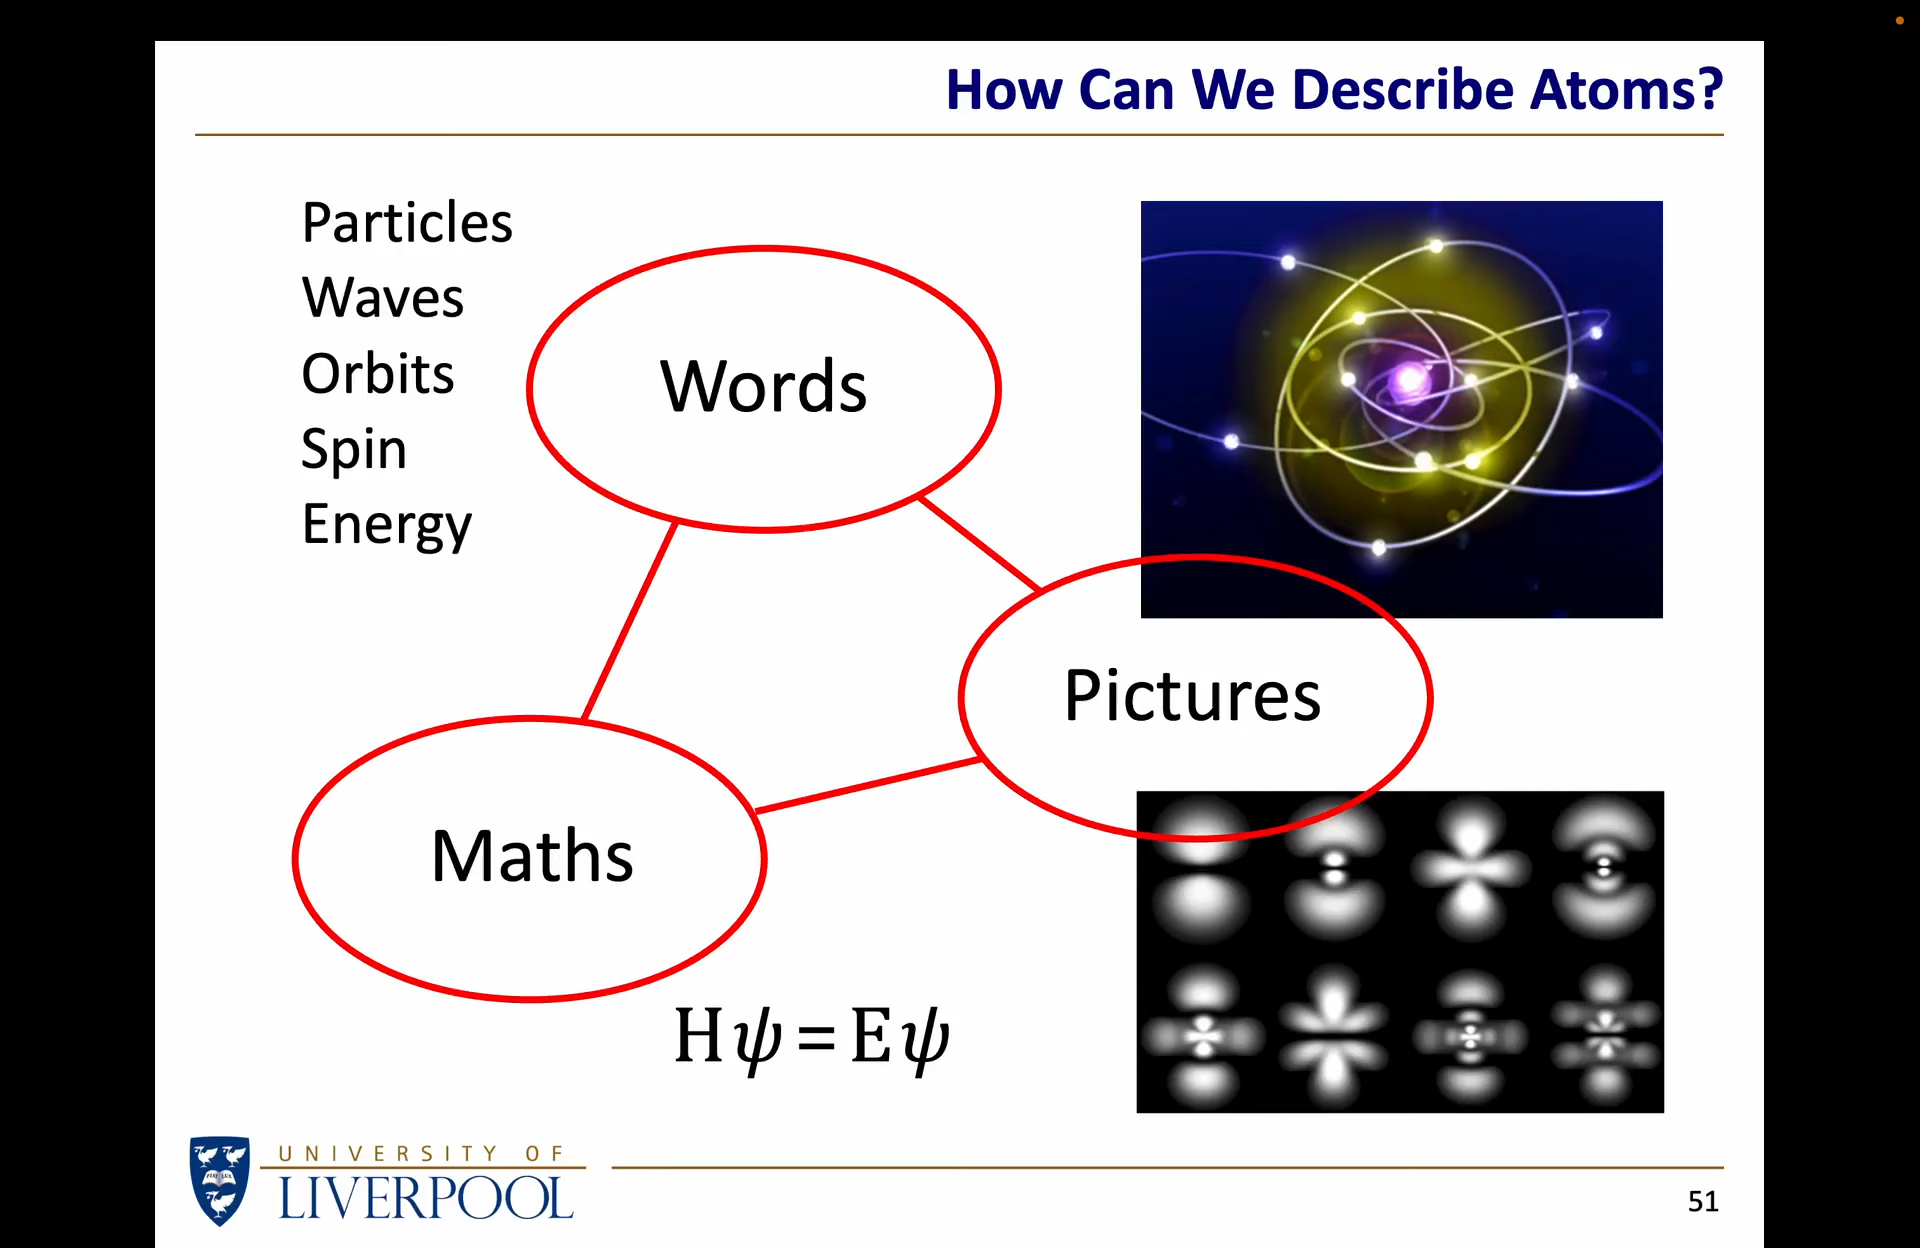 How Can We Describe Atoms?
Particles
Waves
Orbits
Spin
Energy
Words
Pictures
Maths
Hψ = Eψ
UNIVERSITY OF
LIVERPOOL
51